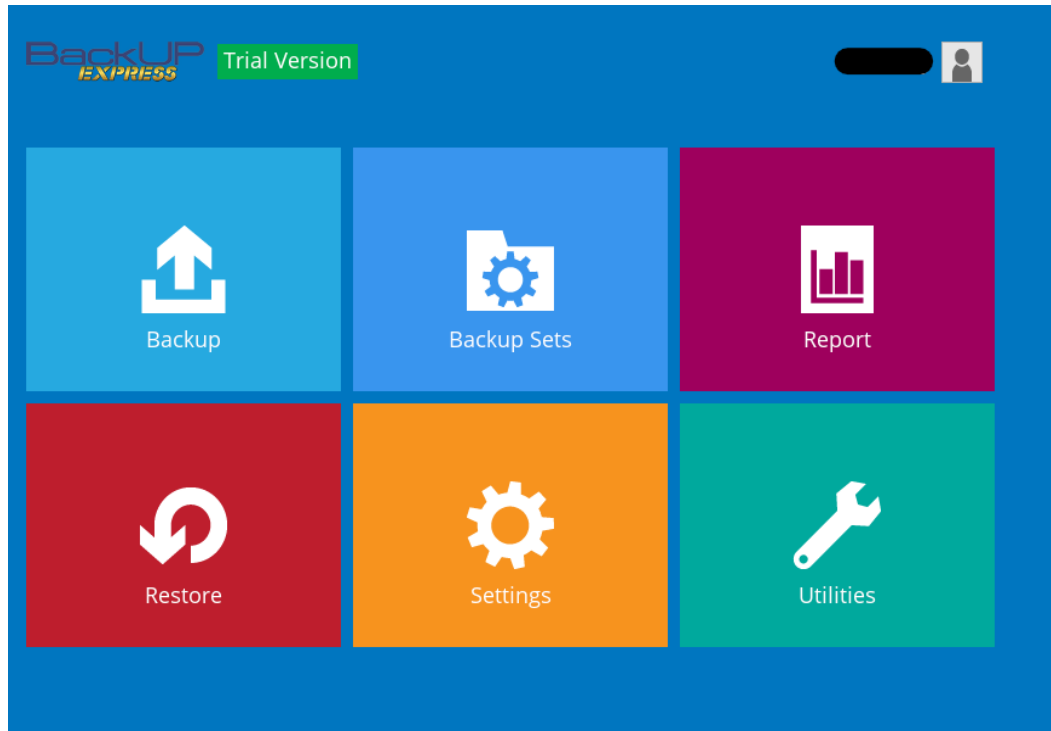 BackUP
EXPRESS
Trial Version
Backup
Backup Sets
Report
Restore
Settings
Utilities